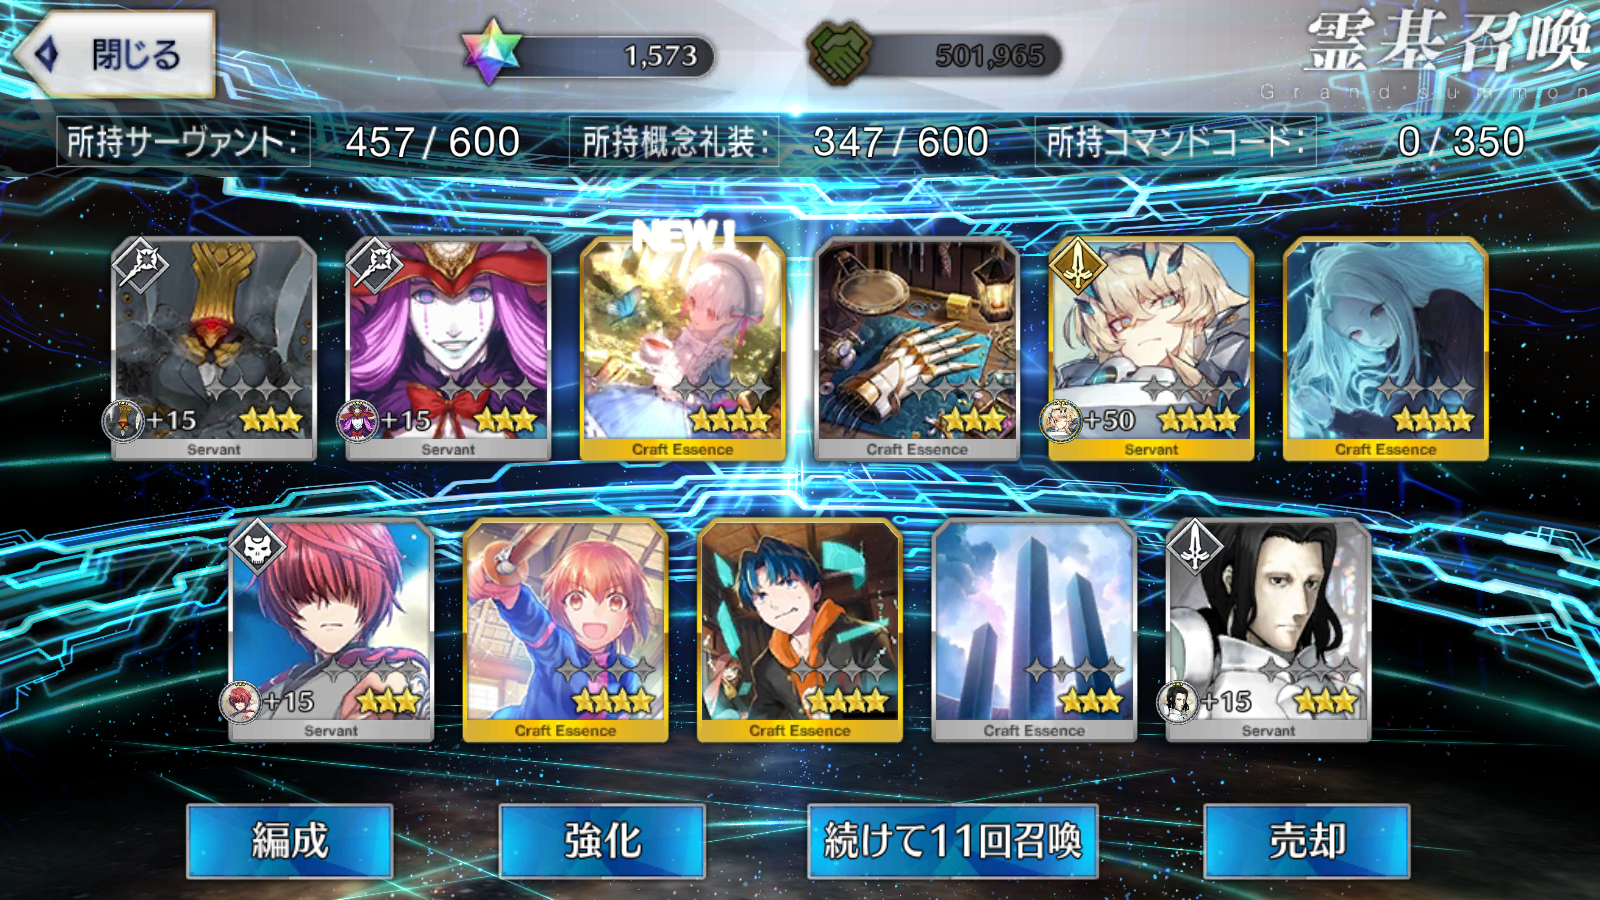 閉じる
1,573
501,965
霊基召喚
Grand summon
所持サーヴァント: 457 / 600
所持概念礼装: 347 / 600
所持コマンドコード: 0 / 350
NEW!
+15
Servant
+15
Servant
Craft Essence
Craft Essence
+50
Servant
Craft Essence
+15
Servant
Craft Essence
Craft Essence
Craft Essence
+15
Servant
編成
強化
続けて11回召喚
売却